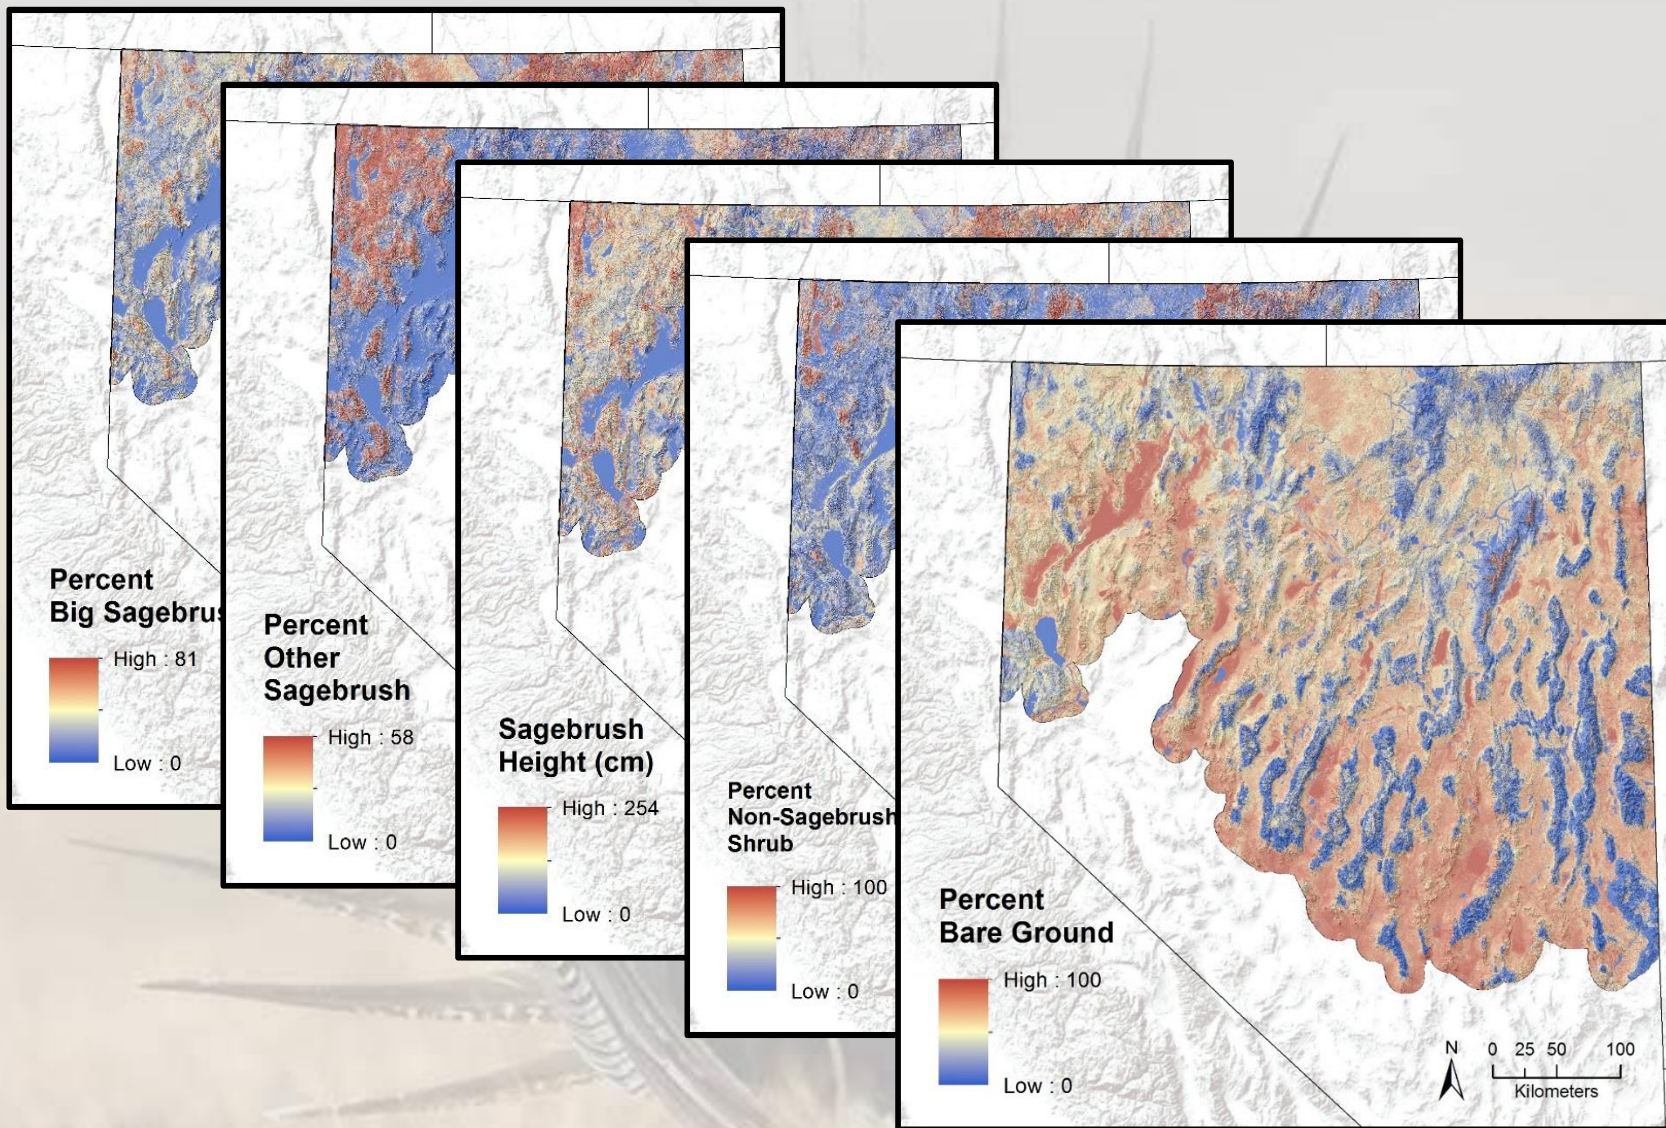 Percent
Big Sagebrus
High : 81
Low : 0
Percent
Other
Sagebrush
High : 58
Low : 0
Sagebrush
Height (cm)
High : 254
Low : 0
Percent
Non-Sagebrush
Shrub
High : 100
Low : 0
Percent
Bare Ground
High : 100
Low : 0
N
0 25 50 100
Kilometers